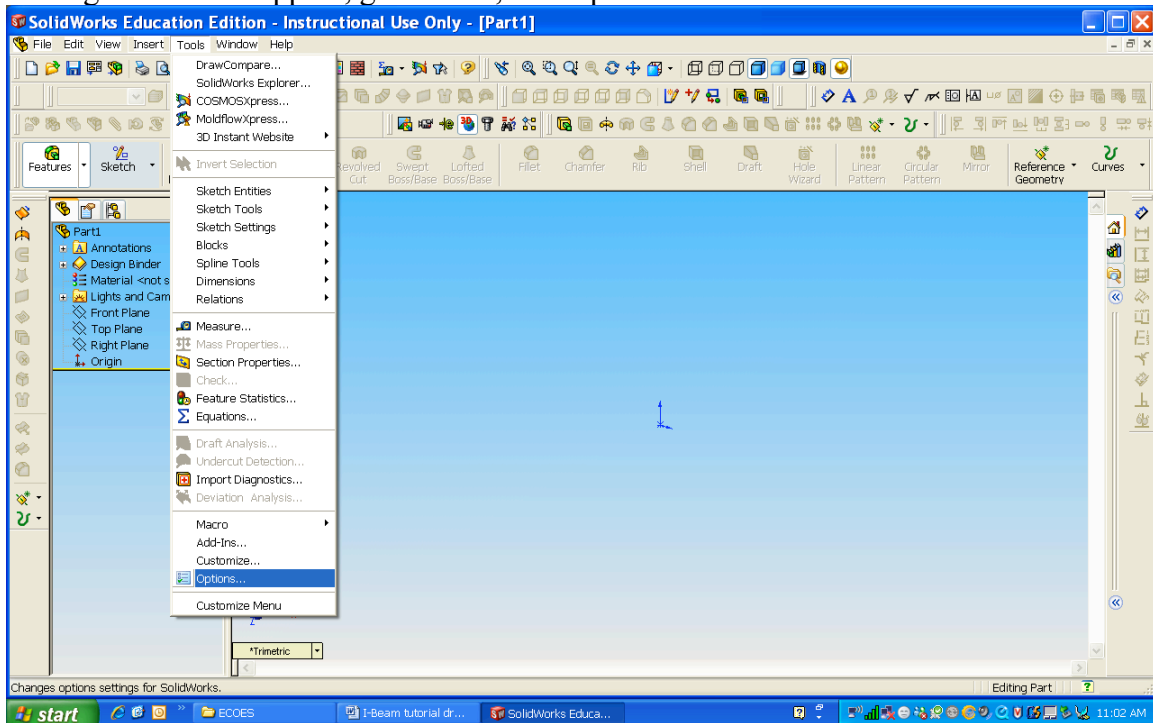 SolidWorks Education Edition - Instructional Use Only - [Part1]
File Edit View Insert Tools Window Help
DrawCompare...
SolidWorks Explorer...
COSMOSXpress...
MoldflowXpress...
3D Instant Website
Invert Selection
Sketch Entities
Sketch Tools
Sketch Settings
Blocks
Spline Tools
Dimensions
Relations
Measure...
Mass Properties...
Section Properties...
Check...
Feature Statistics...
Equations...
Draft Analysis...
Undercut Detection...
Import Diagnostics...
Deviation Analysis...
Macro
Add-Ins...
Customize...
Options...
Customize Menu
Features Sketch
Revolved Cut
Swept Boss/Base
Lofted Boss/Base
Fillet
Chamfer
Rib
Shell
Draft
Hole Wizard
Linear Pattern
Circular Pattern
Mirror
Reference Geometry
Curves
Part1
Annotations
Design Binder
Material <not s
Lights and Cam
Front Plane
Top Plane
Right Plane
Origin
*Trimetric
Changes options settings for SolidWorks.
Editing Part
start
ECOES
I-Beam tutorial dr...
SolidWorks Educa...
11:02 AM